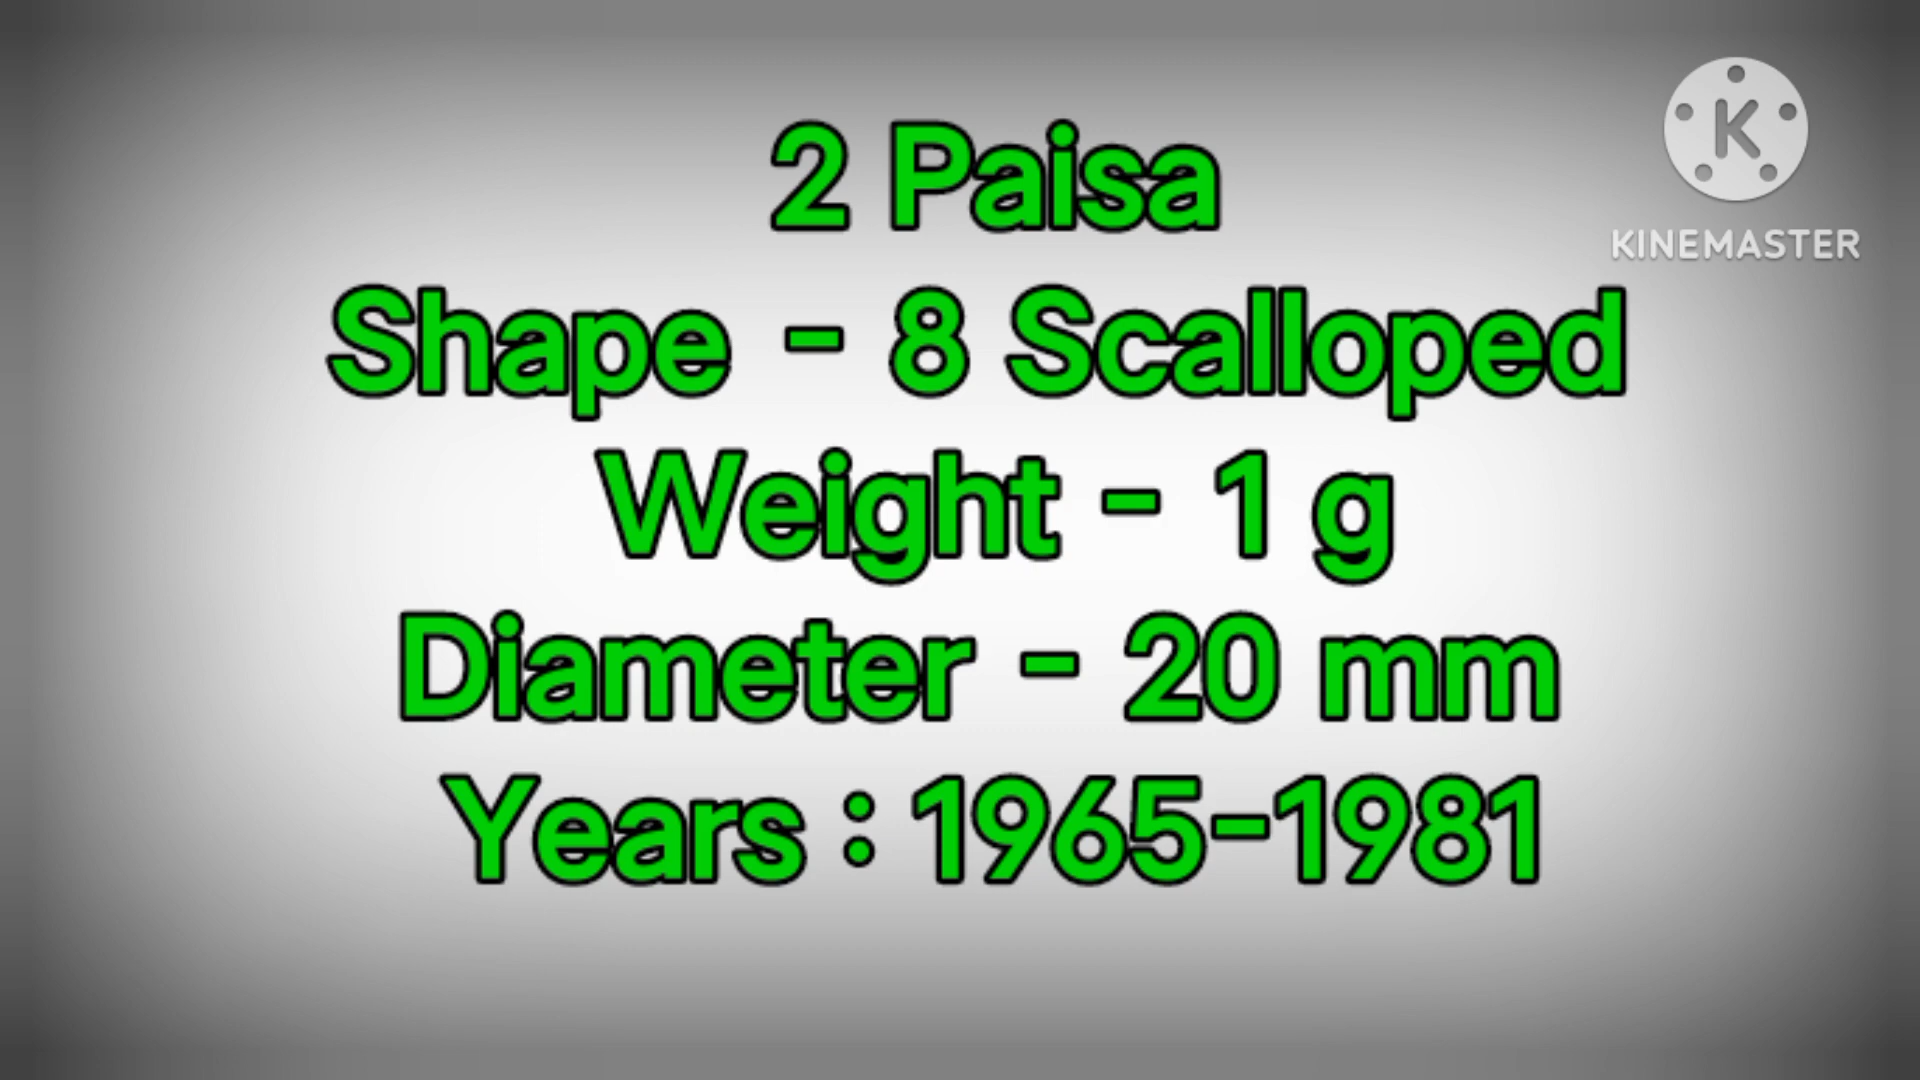 2 Paisa
K
KINEMASTER
Shape - 8 Scalloped
Weight - 1 g
Diameter - 20 mm
Years : 1965-1981